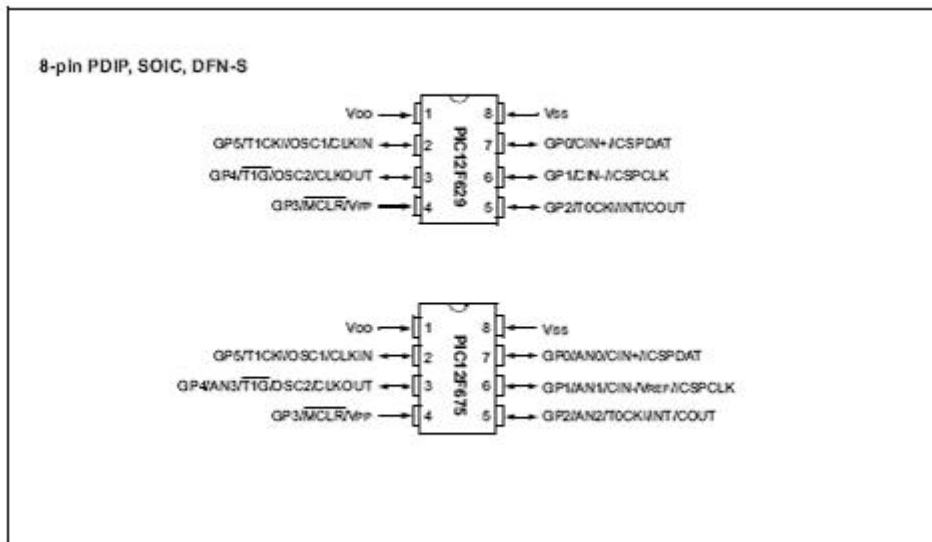 8-pin PDIP, SOIC, DFN-S
VDD 1 8 VSS
GP5/T1CKI/OSC1/CLKIN 2 7 GP0/CIN+/ICSPDAT
GP4/T1G/OSC2/CLKOUT 3 6 GP1/CIN-/ICSPCLK
GP3/MCLR/VPP 4 5 GP2/T0CKI/INT/COUT
PIC12F629
VDD 1 8 VSS
GP5/T1CKI/OSC1/CLKIN 2 7 GP0/AN0/CIN+/ICSPDAT
GP4/AN3/T1G/OSC2/CLKOUT 3 6 GP1/AN1/CIN-/VREF/ICSPCLK
GP3/MCLR/VPP 4 5 GP2/AN2/T0CKI/INT/COUT
PIC12F675